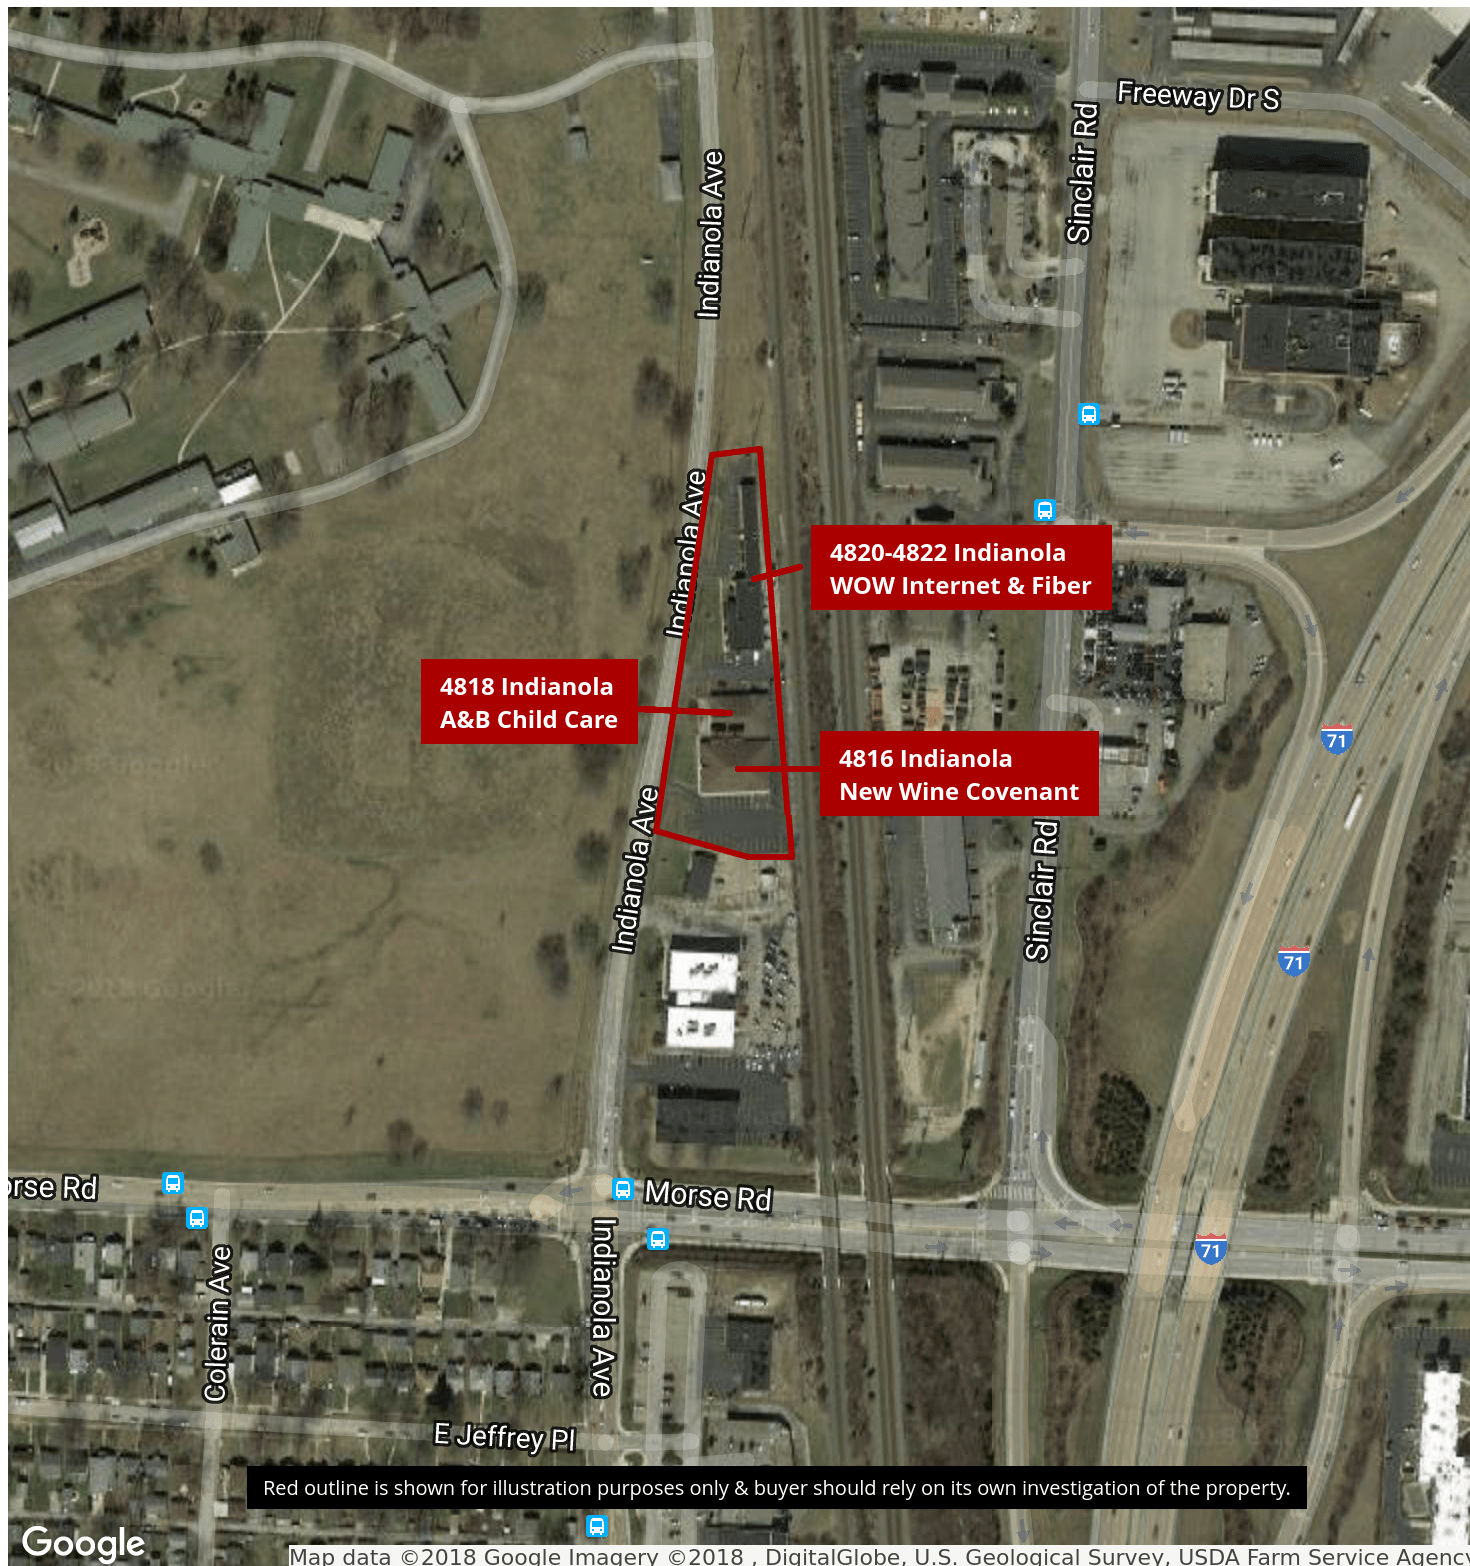 Freeway Dr S
Sinclair Rd
Indianola Ave
Indianola Ave
4820-4822 Indianola
WOW Internet & Fiber
4818 Indianola
A&B Child Care
71
4816 Indianola
New Wine Covenant
Indianola Ave
Sinclair Rd
71
orse Rd
Morse Rd
71
Colerain Ave
Indianola Ave
E Jeffrey Pl
Red outline is shown for illustration purposes only & buyer should rely on its own investigation of the property.
Google
Map data ©2018 Google Imagery ©2018 , DigitalGlobe, U.S. Geological Survey, USDA Farm Service Agenc